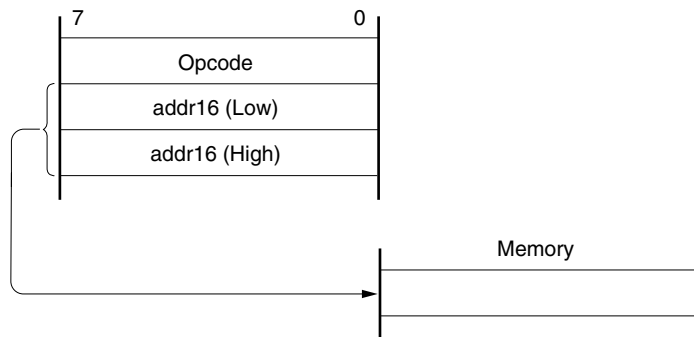 7 0
Opcode
addr16 (Low)
addr16 (High)
Memory